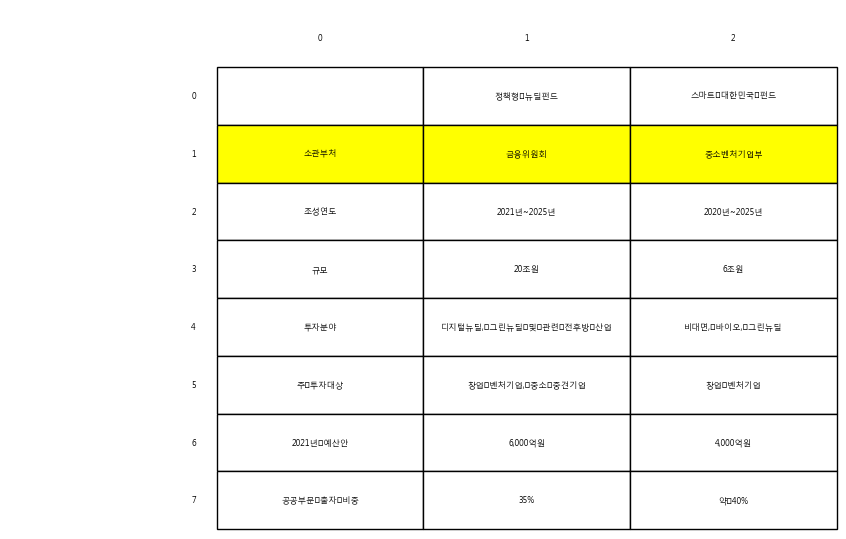 0 1 2
0 정책형 뉴딜펀드 스마트 대한민국 펀드
1 소관부처 금융위원회 중소벤처기업부
2 조성연도 2021년~2025년 2020년~2025년
3 규모 20조원 6조원
4 투자분야 디지털뉴딜, 그린뉴딜 및 관련 전후방 산업 비대면, 바이오, 그린뉴딜
5 주 투자대상 창업 벤처기업, 중소 중견기업 창업 벤처기업
6 2021년 예산안 6,000억원 4,000억원
7 공공부문 출자 비중 35% 약 40%